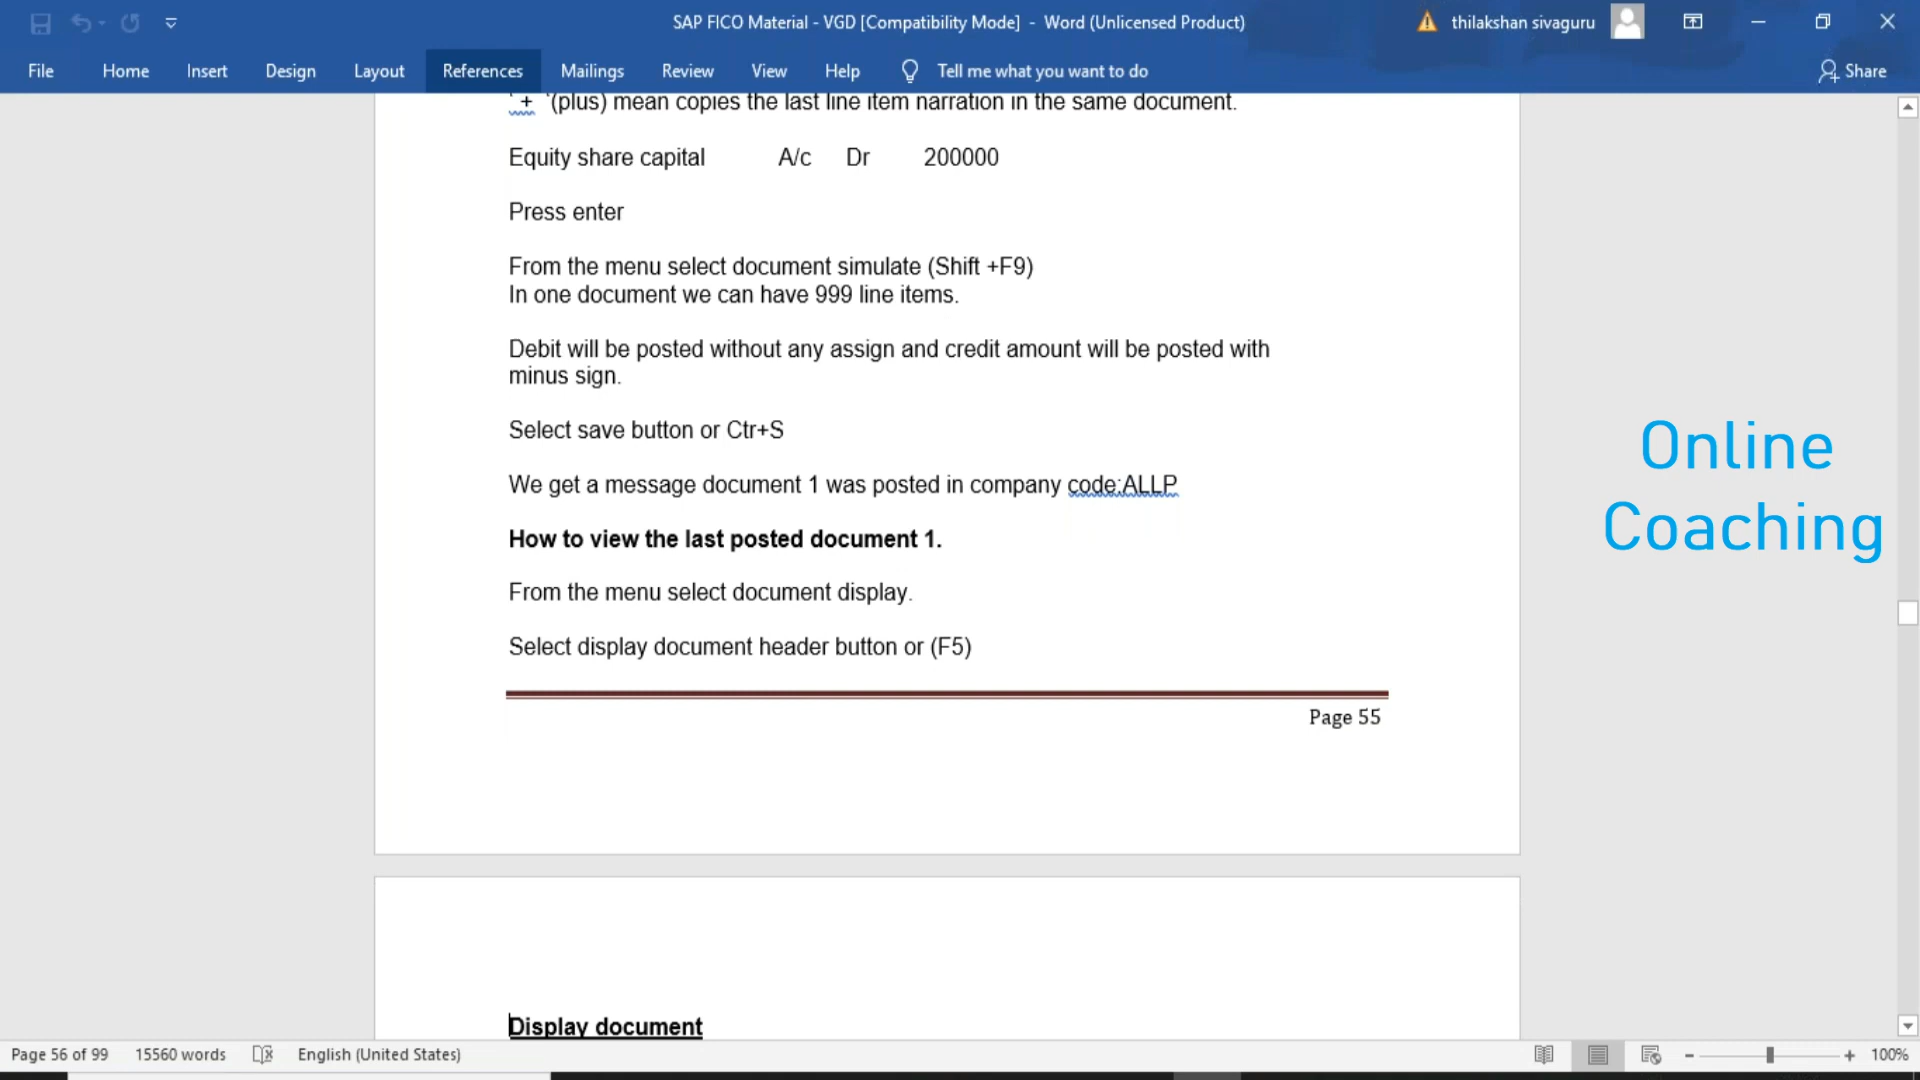 SAP FICO Material - VGD [Compatibility Mode] - Word (Unlicensed Product)
thilakshan sivaguru
File Home Insert Design Layout References Mailings Review View Help Tell me what you want to do Share
‘ + ‘(plus) mean copies the last line item narration in the same document.
Equity share capital A/c Dr 200000
Press enter
From the menu select document simulate (Shift +F9)
In one document we can have 999 line items.
Debit will be posted without any assign and credit amount will be posted with
minus sign.
Select save button or Ctr+S
We get a message document 1 was posted in company code:ALLP
How to view the last posted document 1.
From the menu select document display.
Select display document header button or (F5)
Page 55
Online
Coaching
Display document
Page 56 of 99 15560 words English (United States) 100%